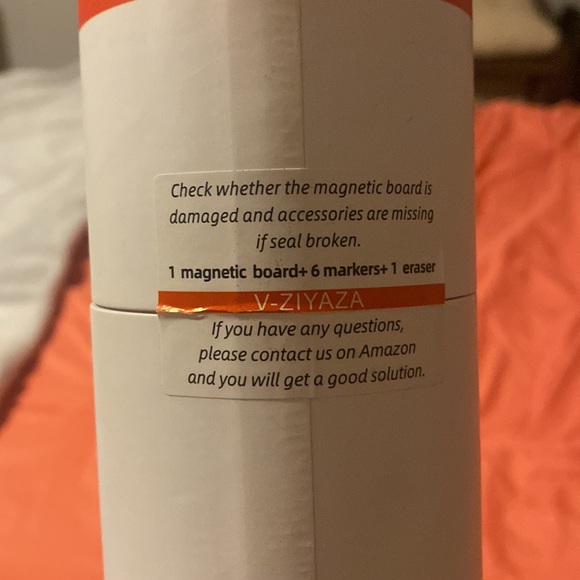 Check whether the magnetic board is
damaged and accessories are missing
if seal broken.
1 magnetic board+ 6 markers+ 1 eraser
V-ZIYAZA
If you have any questions,
please contact us on Amazon
and you will get a good solution.